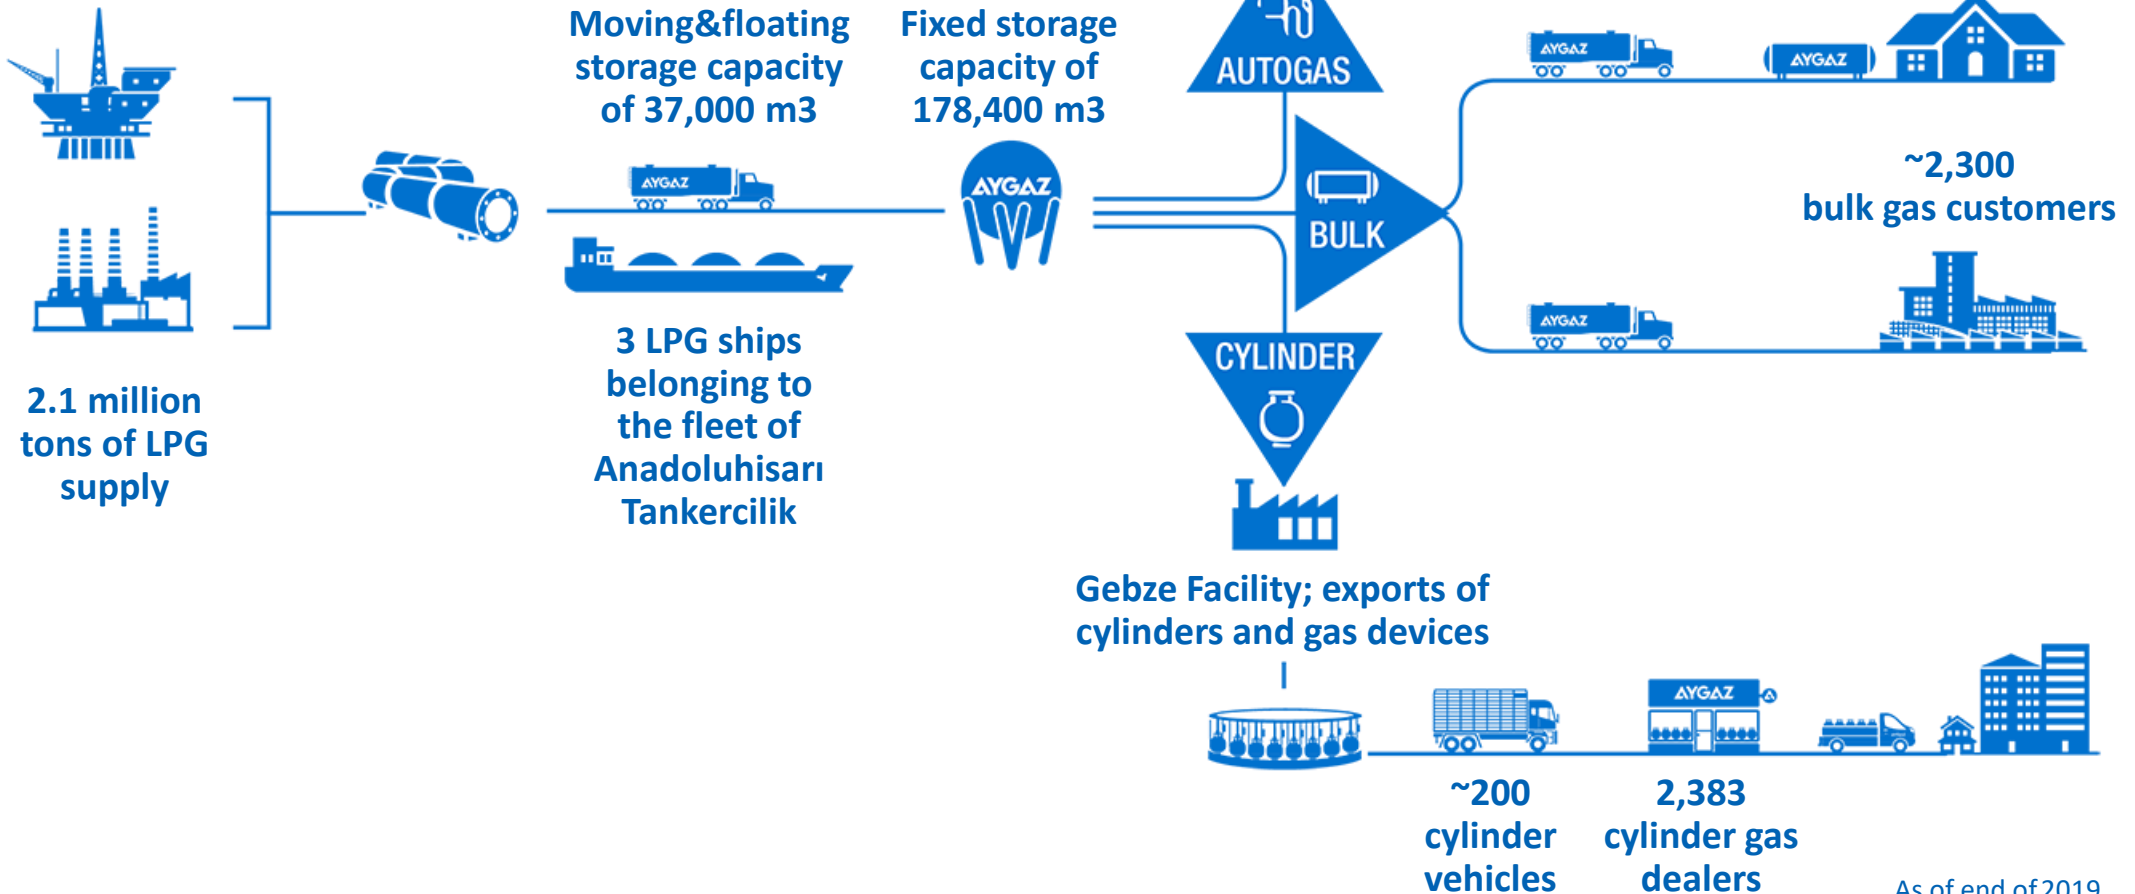 Moving&floating
storage capacity
of 37,000 m3
Fixed storage
capacity of
178,400 m3
AUTOGAS
AYGAZ
AYGAZ
~2,300
bulk gas customers
AYGAZ
AYGAZ
BULK
3 LPG ships
belonging to
the fleet of
Anadoluhisarı
Tankercilik
2.1 million
tons of LPG
supply
CYLINDER
AYGAZ
Gebze Facility; exports of
cylinders and gas devices
AYGAZ
~200
cylinder
vehicles
2,383
cylinder gas
dealers
As of end of 2019